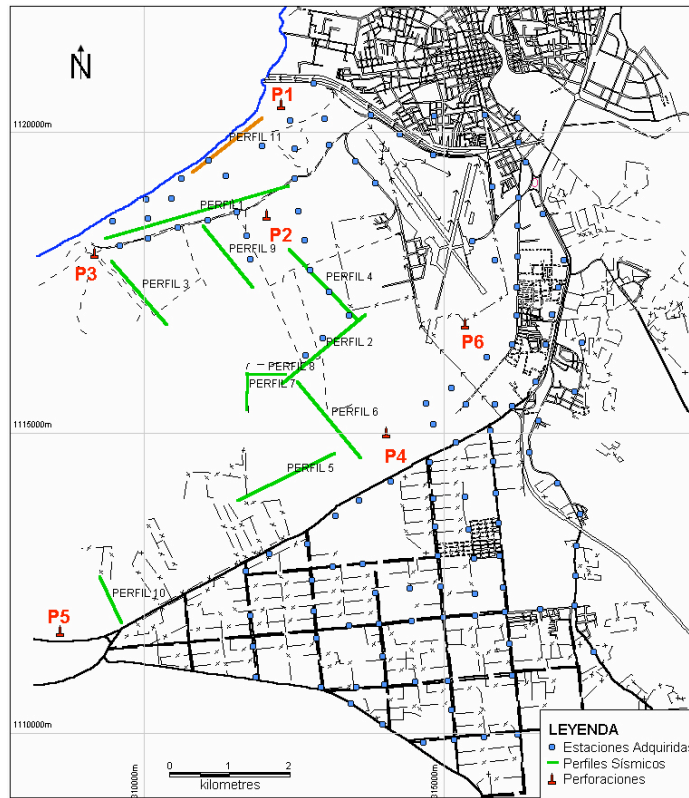 N
P1
1120000m
PERFIL 11
PERFIL 1
P2
P3
PERFIL 9
PERFIL 4
PERFIL 3
P6
PERFIL 2
PERFIL 8
PERFIL 7
PERFIL 6
1115000m
P4
PERFIL 5
PERFIL 10
P5
1110000m
LEYENDA
Estaciones Adquiridas
Perfiles Sísmicos
Perforaciones
0 1 2
kilometres
310000m
315000m